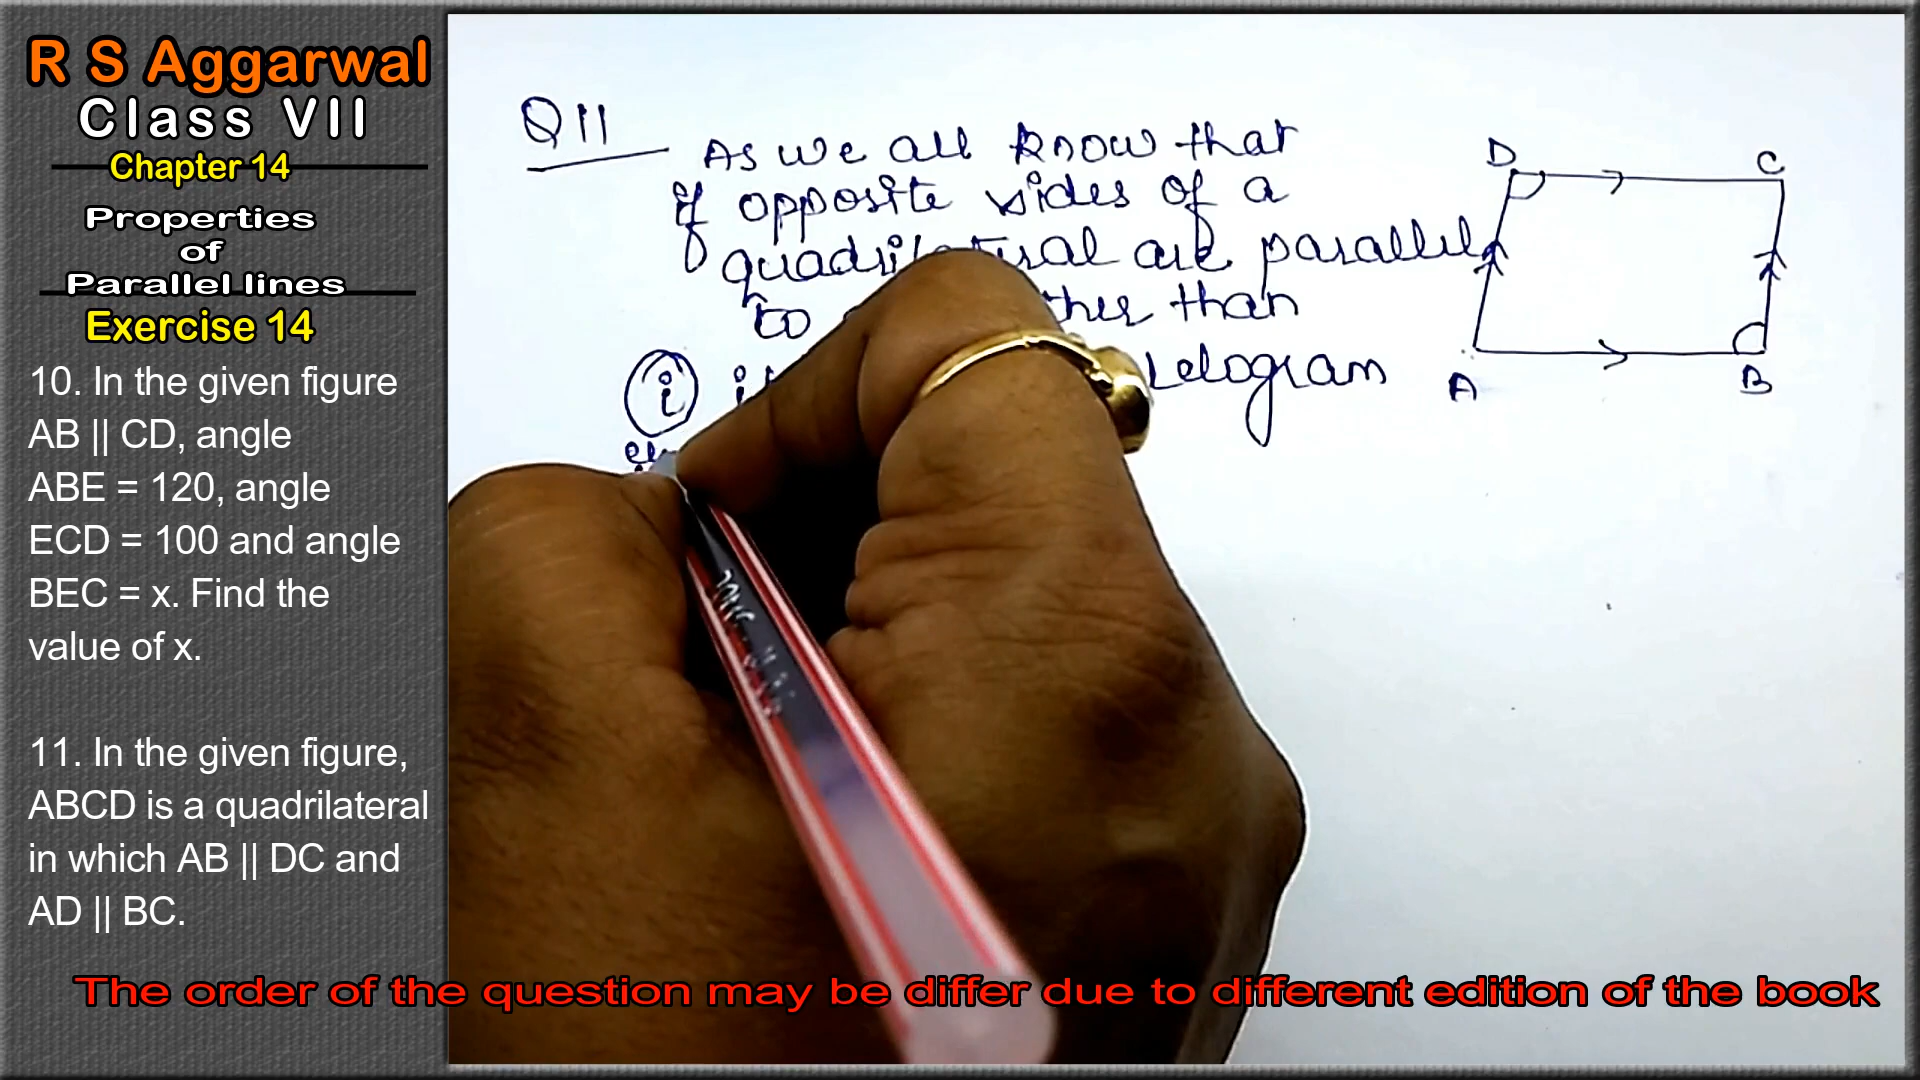 R S Aggarwal
Class VII
Chapter 14
Properties
of
Parallel lines
Exercise 14
10. In the given figure
AB || CD, angle
ABE = 120, angle
ECD = 100 and angle
BEC = x. Find the
value of x.
11. In the given figure,
ABCD is a quadrilateral
in which AB || DC and
AD || BC.
Q11
As we all know that
if opposite sides of a
are parallel
to than
i
D C
A B
The order of the question may be differ due to different edition of the book